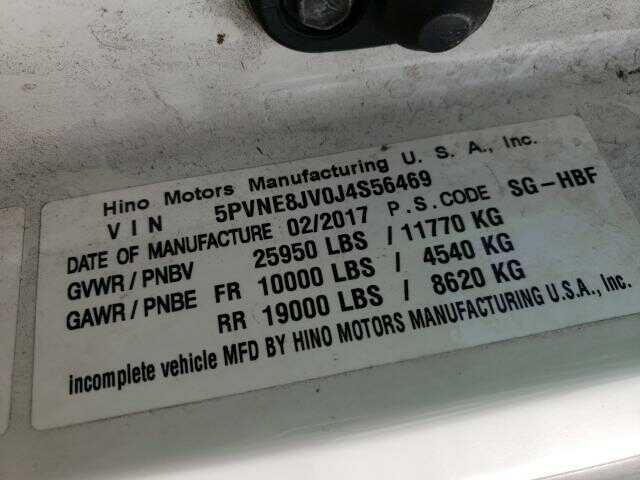 Hino Motors Manufacturing U. S. A., Inc.
V I N 5PVNE8JV0J4S56469
DATE OF MANUFACTURE 02/2017 P.S.CODE SG-HBF
GVWR / PNBV 25950 LBS / 11770 KG
GAWR / PNBE FR 10000 LBS / 4540 KG
RR 19000 LBS / 8620 KG
incomplete vehicle MFD BY HINO MOTORS MANUFACTURING U.S.A., Inc.